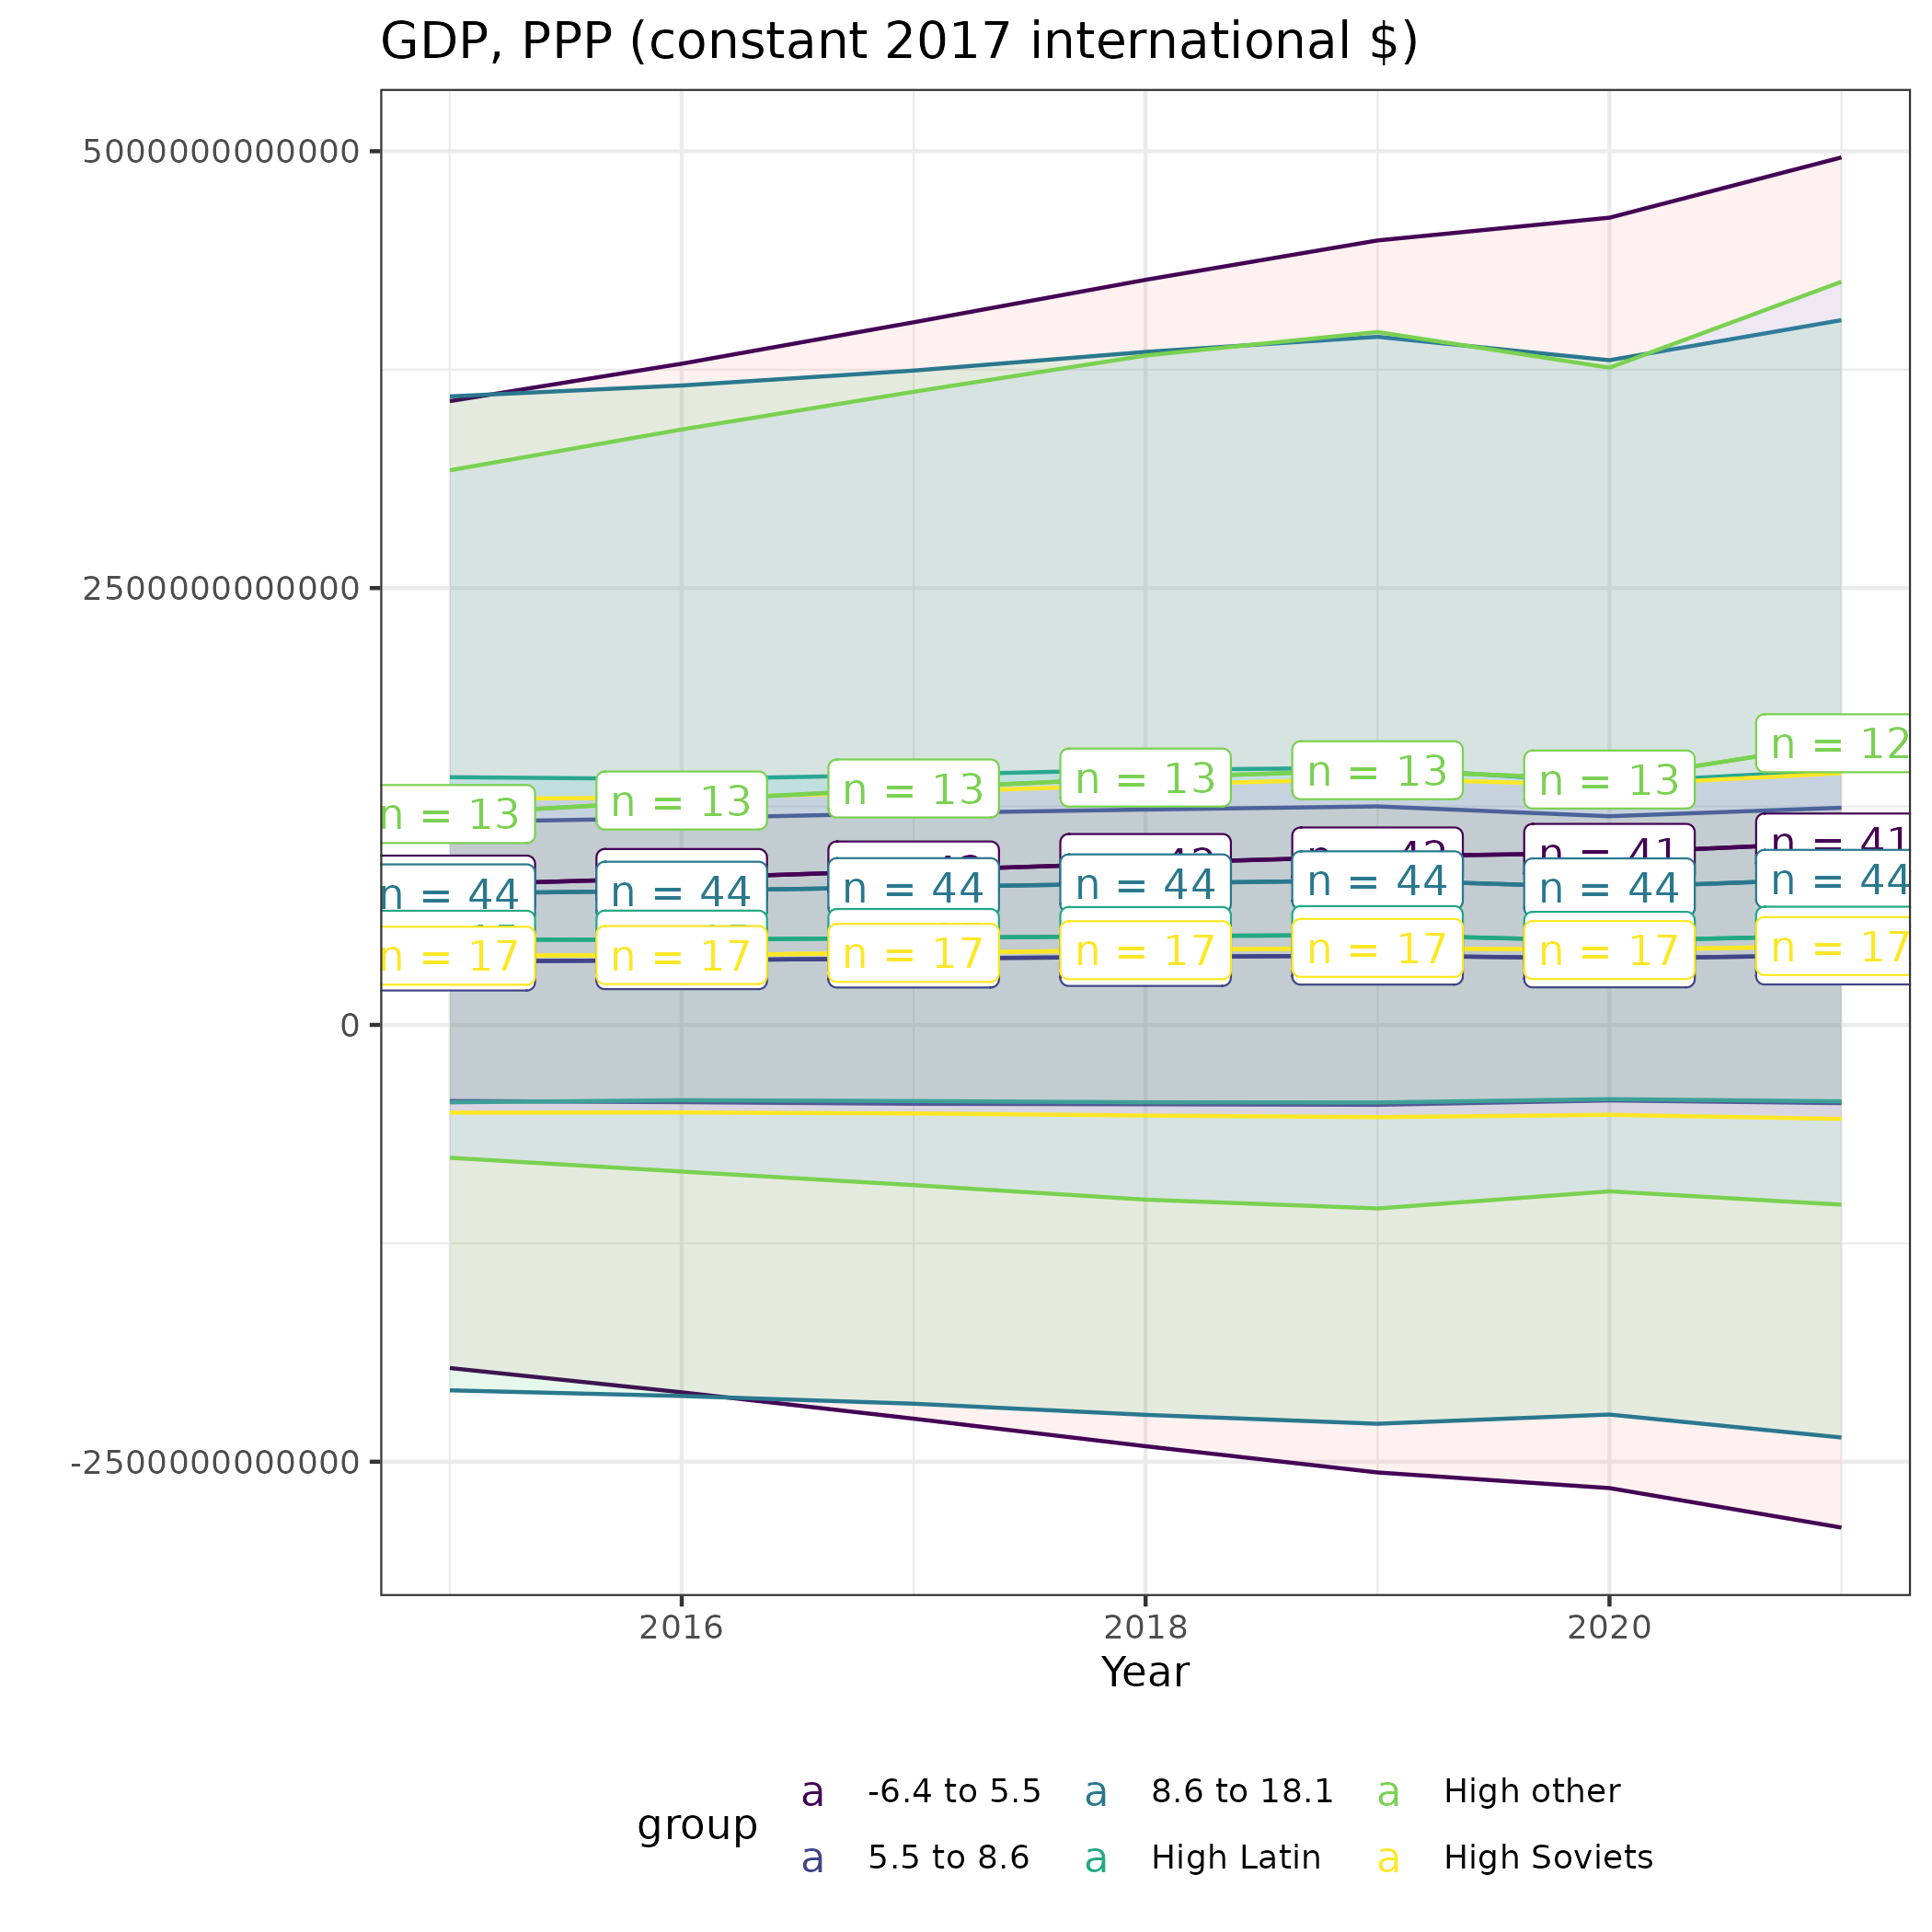 GDP, PPP (constant 2017 international $)
5000000000000
2500000000000
0
-2500000000000
n = 12
n = 13
n = 13
n = 13
n = 13
n = 13
n = 13
n = 41
n = 41
n = 44
n = 44
n = 44
n = 44
n = 44
n = 44
n = 44
n = 17
n = 17
n = 17
n = 17
n = 17
n = 17
n = 17
2016 2018 2020
Year
group
a -6.4 to 5.5 a 8.6 to 18.1 a High other
a 5.5 to 8.6 a High Latin a High Soviets